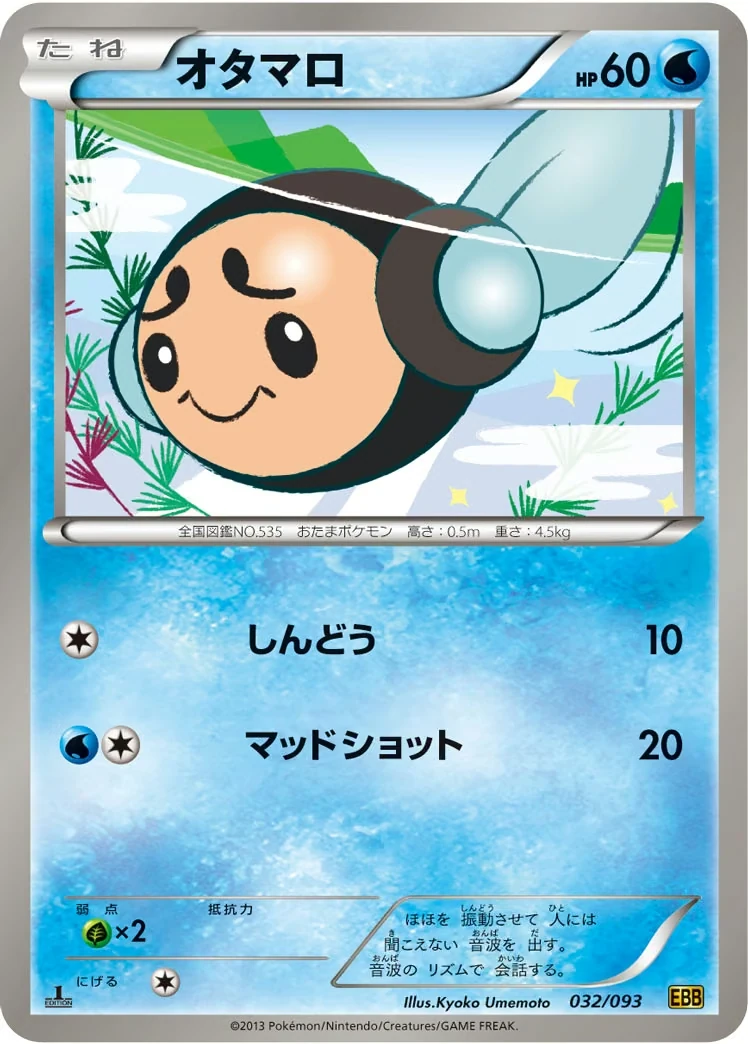 たね オタマロ HP60
全国図鑑NO.535 おたまポケモン 高さ：0.5m 重さ：4.5kg
しんどう 10
マッドショット 20
弱点 抵抗力
×2
にげる
ほほを 振動させて 人には
聞こえない 音波を 出す。
音波の リズムで 会話する。
1 EDITION
Illus.Kyoko Umemoto 032/093 EBB
©2013 Pokémon/Nintendo/Creatures/GAME FREAK.